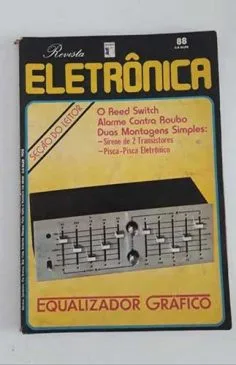 Revista
88
ELETRÔNICA
SEÇÃO DO LEITOR
O Reed Switch
Alarme Contra Roubo
Duas Montagens Simples:
- Sirene de 2 Transistores
- Pisca-Pisca Eletrônico
EQUALIZADOR GRÁFICO